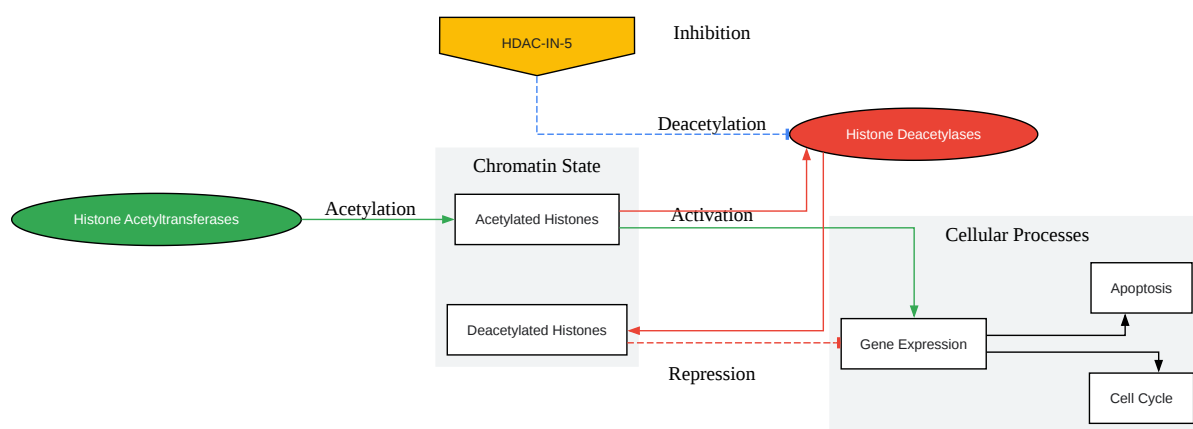 HDAC-IN-5
Inhibition
Deacetylation
Histone Deacetylases
Chromatin State
Histone Acetyltransferases
Acetylation
Acetylated Histones
Activation
Cellular Processes
Apoptosis
Deacetylated Histones
Gene Expression
Repression
Cell Cycle